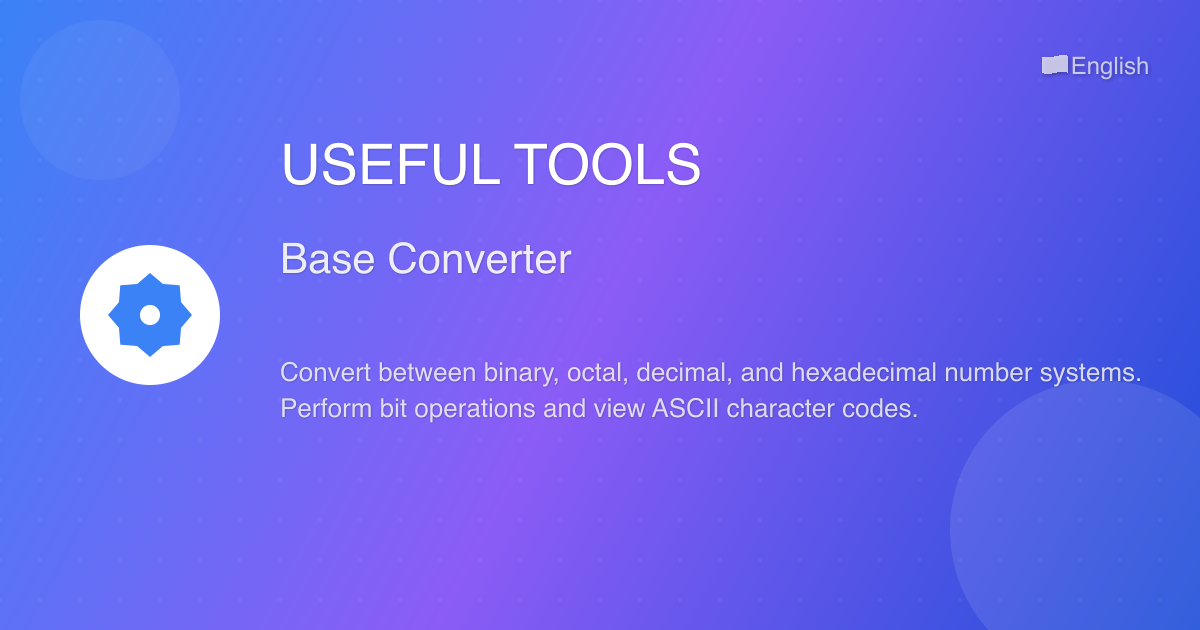 English
USEFUL TOOLS
Base Converter
Convert between binary, octal, decimal, and hexadecimal number systems.
Perform bit operations and view ASCII character codes.